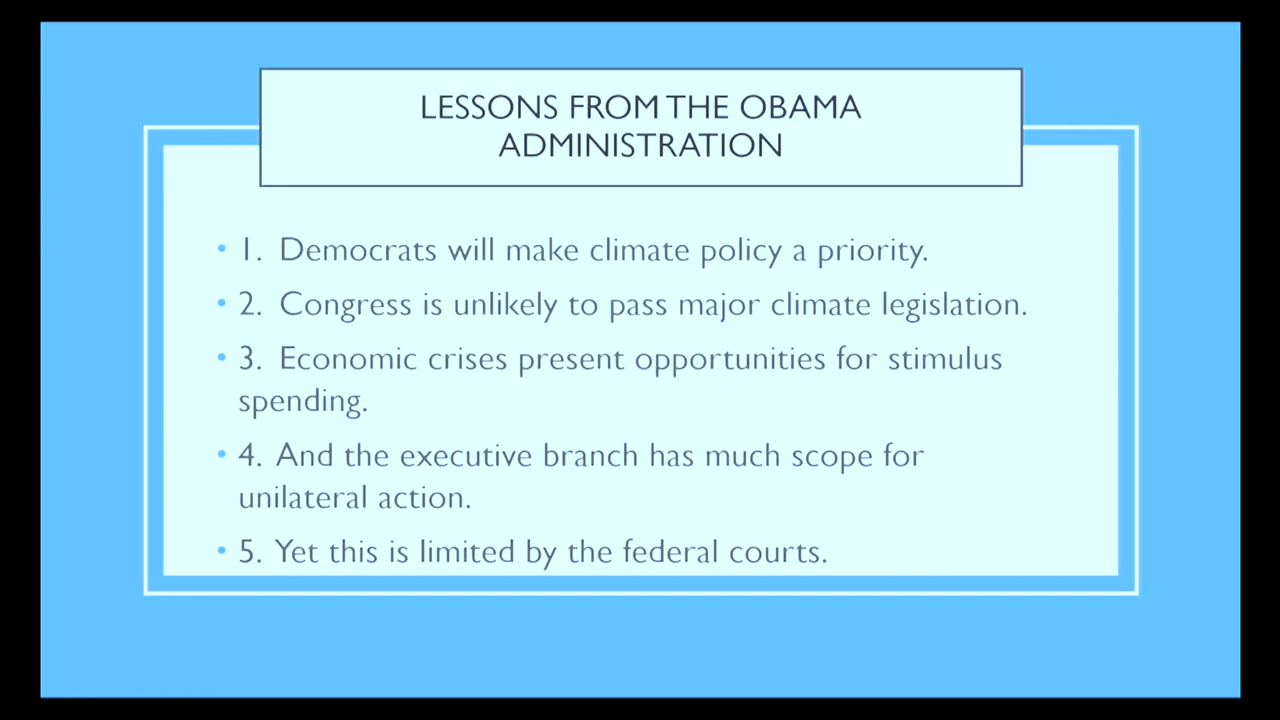 LESSONS FROM THE OBAMA
ADMINISTRATION
• 1. Democrats will make climate policy a priority.
• 2. Congress is unlikely to pass major climate legislation.
• 3. Economic crises present opportunities for stimulus
spending.
• 4. And the executive branch has much scope for
unilateral action.
• 5. Yet this is limited by the federal courts.